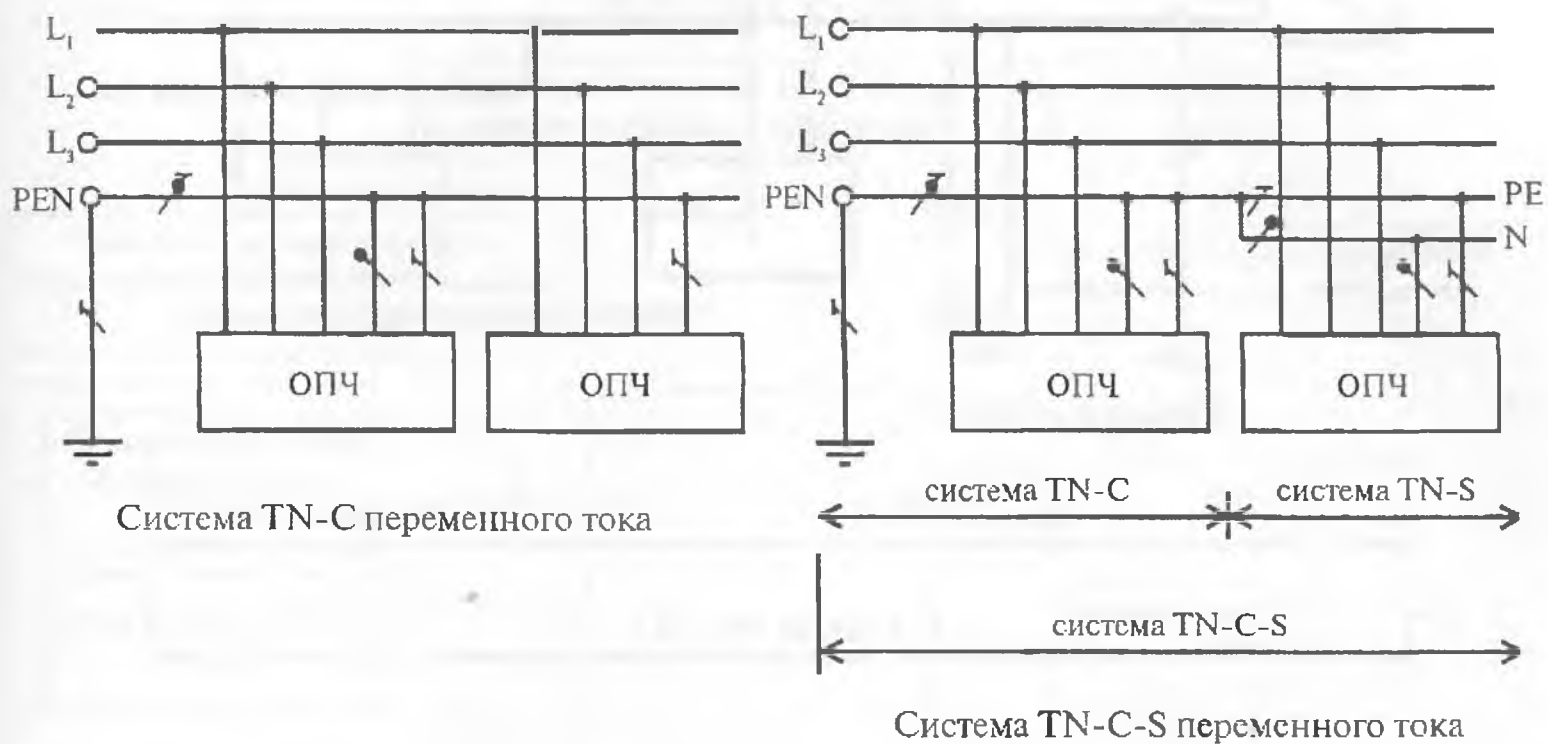 L₁
L₂
L₃
PEN
ОПЧ ОПЧ
Система TN-C переменного тока
L₁
L₂
L₃
PEN
PE
N
ОПЧ ОПЧ
система TN-C система TN-S
система TN-C-S
Система TN-C-S переменного тока